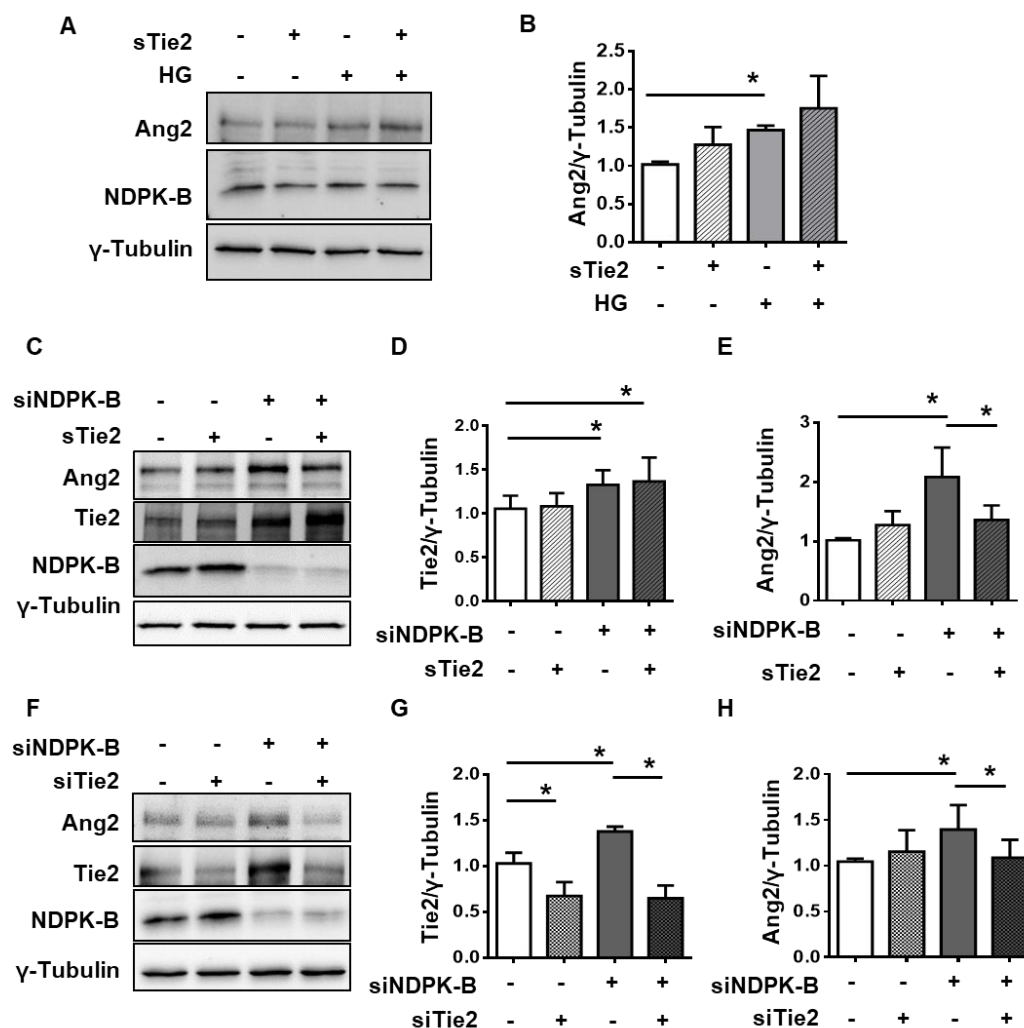 A
sTie2 - + - +
HG - - + +
Ang2
NDPK-B
γ-Tubulin
B
Ang2/γ-Tubulin
2.5
2.0
1.5
1.0
0.5
0.0
*
sTie2 - + - +
HG - - + +
C
siNDPK-B - - + +
sTie2 - + - +
Ang2
Tie2
NDPK-B
γ-Tubulin
D
Tie2/γ-Tubulin
2.0
1.5
1.0
0.5
0.0
*
*
siNDPK-B - - + +
sTie2 - + - +
E
Ang2/γ-Tubulin
3
2
1
0
*
*
siNDPK-B - - + +
sTie2 - + - +
F
siNDPK-B - - + +
siTie2 - + - +
Ang2
Tie2
NDPK-B
γ-Tubulin
G
Tie2/γ-Tubulin
2.0
1.5
1.0
0.5
0.0
*
*
*
siNDPK-B - - + +
siTie2 - + - +
H
Ang2/γ-Tubulin
2.0
1.5
1.0
0.5
0.0
*
*
siNDPK-B - - + +
siTie2 - + - +